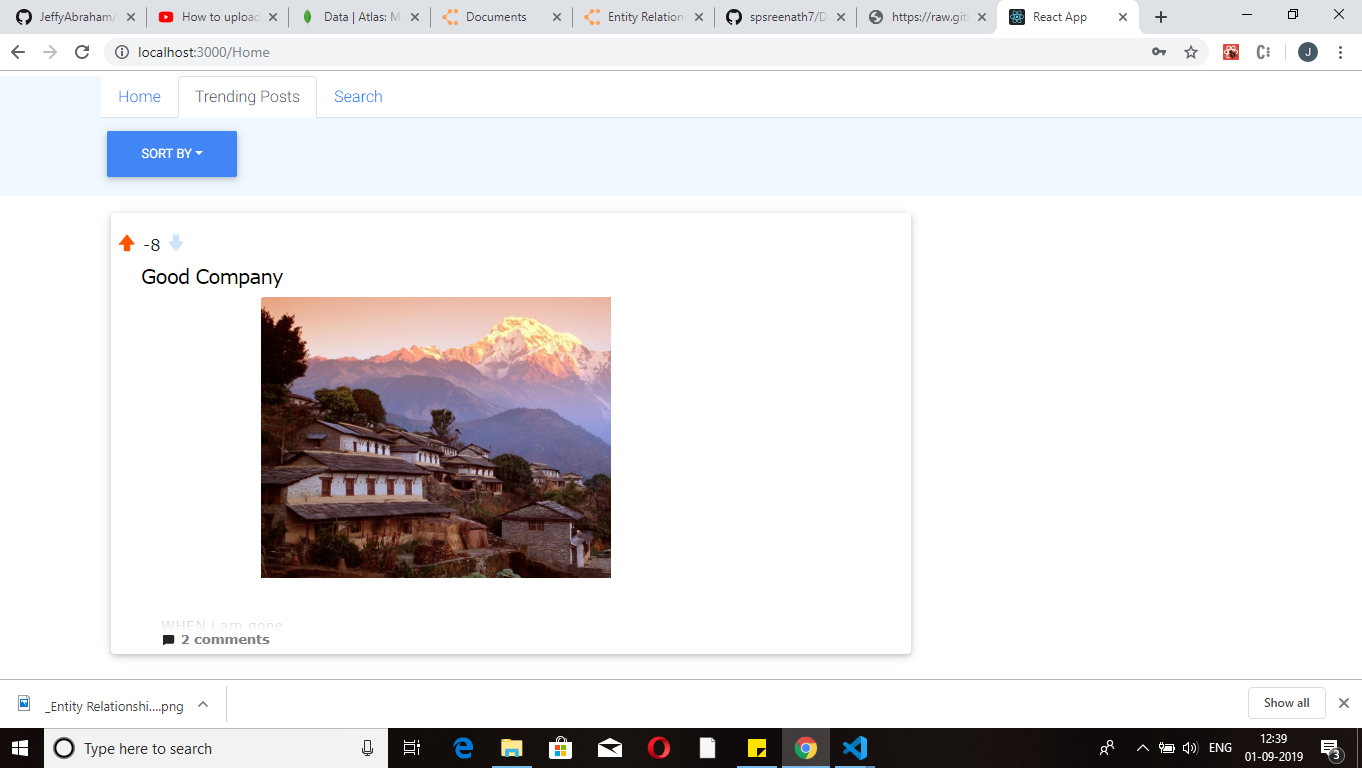 JeffyAbraham/
How to upload
Data | Atlas: M
Documents
Entity Relation
spsreenath7/D
https://raw.git
React App
localhost:3000/Home
J
Home
Trending Posts
Search
SORT BY
-8
Good Company
WHEN i am gone
2 comments
_Entity Relationshi....png
Show all
Type here to search
ENG
12:39
01-09-2019
3